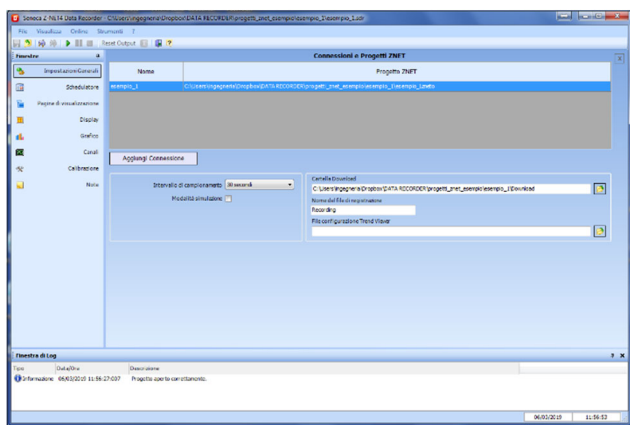 Seneca Z-NET4 Data Recorder - C:\Users\ingegneria\Dropbox\DATA RECORDER\progetti_znet_esempio\esempio_1\esempio_1.sdr
File Visualizza Online Strumenti ?
Reset Output
Finestre
Connessioni e Progetti ZNET
Impostazioni Generali
Schedulatore
Pagine di visualizzazione
Display
Grafico
Canali
Calibrazione
Note
Nome Progetto ZNET
esempio_1 C:\Users\ingegneria\Dropbox\DATA RECORDER\progetti_znet_esempio\esempio_1\esempio_1.znet4
Aggiungi Connessione
Intervallo di campionamento 30 secondi
Modalità simulazione
Cartella Download
C:\Users\ingegneria\Dropbox\DATA RECORDER\progetti_znet_esempio\esempio_1\Download
Nome del file di registrazione
Recording
File configurazione Trend Viewer
Finestra di Log
Tipo Data/Ora Descrizione
Informazione 06/03/2019 11:56:27:097 Progetto aperto correttamente.
06/03/2019 11:56:53